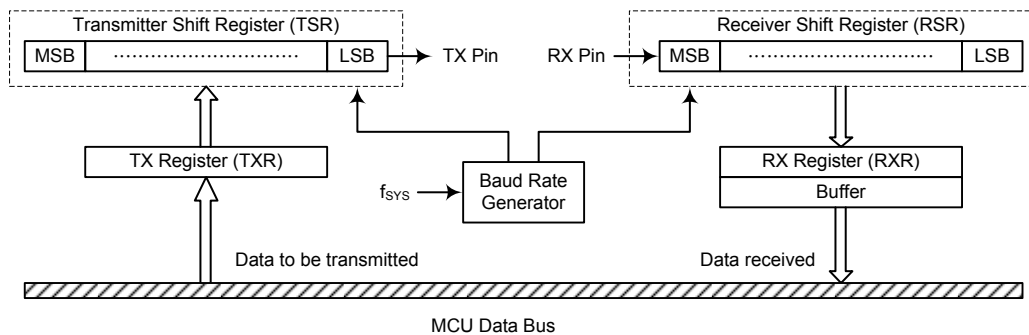 Transmitter Shift Register (TSR)
MSB ................................. LSB
TX Pin
RX Pin
Receiver Shift Register (RSR)
MSB ................................. LSB
TX Register (TXR)
fSYS
Baud Rate
Generator
RX Register (RXR)
Buffer
Data to be transmitted
Data received
MCU Data Bus